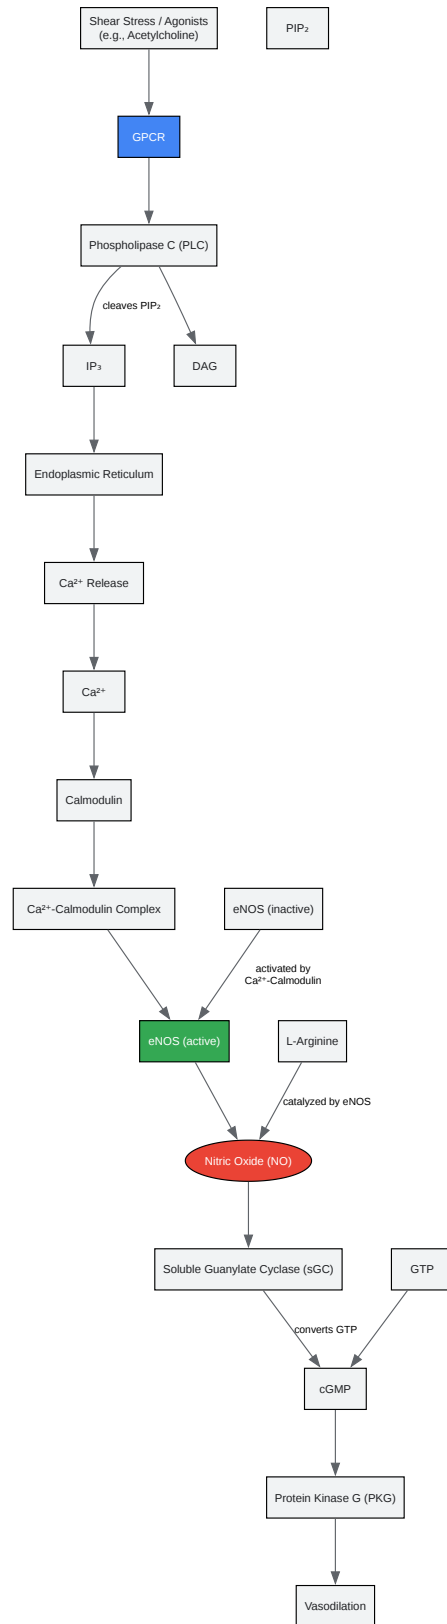 Shear Stress / Agonists
(e.g., Acetylcholine)
PIP₂
GPCR
Phospholipase C (PLC)
cleaves PIP₂
IP₃
DAG
Endoplasmic Reticulum
Ca²⁺ Release
Ca²⁺
Calmodulin
Ca²⁺-Calmodulin Complex
eNOS (inactive)
activated by
Ca²⁺-Calmodulin
eNOS (active)
L-Arginine
catalyzed by eNOS
Nitric Oxide (NO)
Soluble Guanylate Cyclase (sGC)
GTP
converts GTP
cGMP
Protein Kinase G (PKG)
Vasodilation